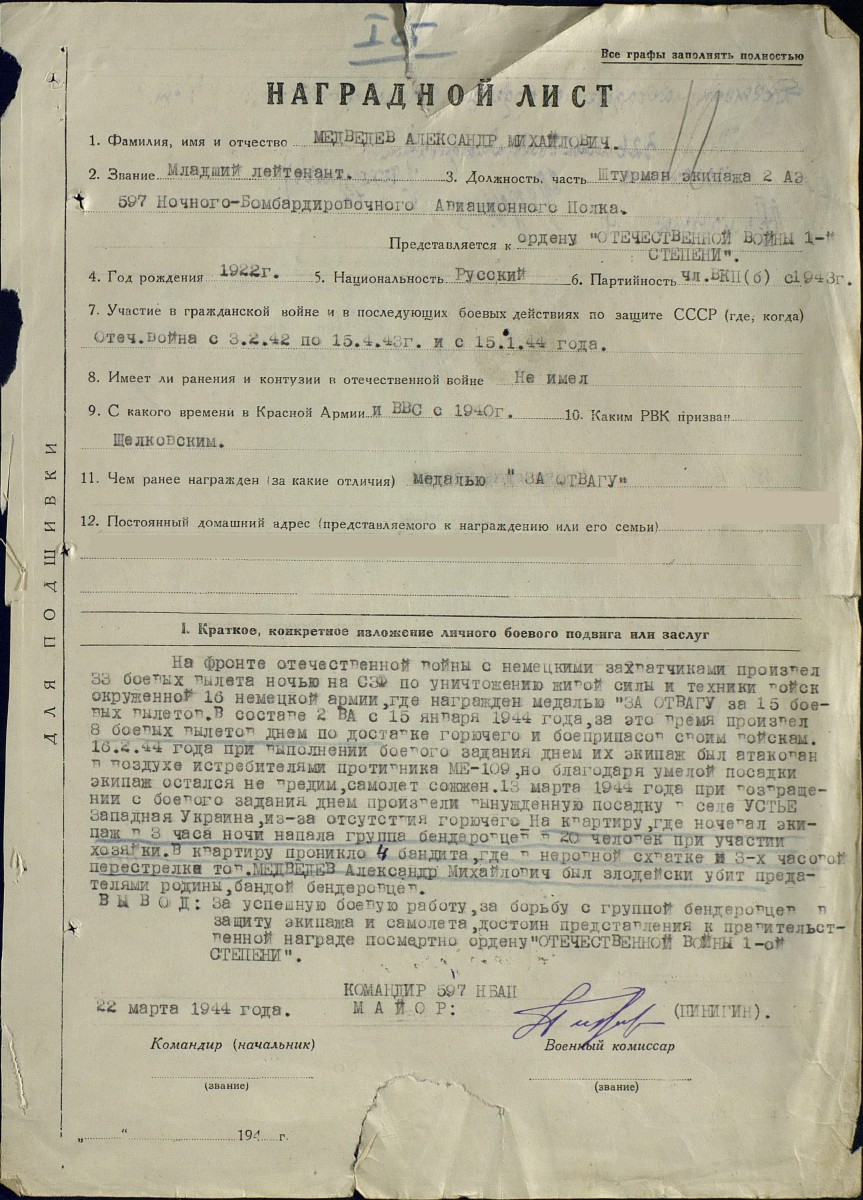 Все графы заполнять полностью
НАГРАДНОЙ ЛИСТ
1. Фамилия, имя и отчество МЕДВЕДЕВ АЛЕКСАНДР МИХАЙЛОВИЧ.
2. Звание Младший лейтенант. 3. Должность, часть Штурман экипажа 2 АЭ
597 Ночного-Бомбардировочного Авиационного Полка.
Представляется к ордену "ОТЕЧЕСТВЕННОЙ ВОЙНЫ 1-й
СТЕПЕНИ".
4. Год рождения 1922г. 5. Национальность Русский 6. Партийность чл.ВКП(б) с1943г.
7. Участие в гражданской войне и в последующих боевых действиях по защите СССР (где, когда)
Отеч.война с 3.2.42 по 15.4.43г. и с 15.1.44 года.
8. Имеет ли ранения и контузии в отечественной войне Не имел
9. С какого времени в Красной Армии и ВВС с 1940г. 10. Каким РВК призван
Щелковским.
11. Чем ранее награжден (за какие отличия) медалью "ЗА ОТВАГУ"
12. Постоянный домашний адрес (представляемого к награждению или его семьи)
ДЛЯ ПОДШИВКИ
1. Краткое, конкретное изложение личного боевого подвига или заслуг
На фронте отечественной войны с немецкими захватчиками произвел
33 боевых вылета ночью на СЗФ по уничтожению живой силы и техники войск
окруженной 16 немецкой армии,где награжден медалью "ЗА ОТВАГУ за 15 бое-
вых вылетов.В составе 2 ВА с 15 января 1944 года,за это время произвел
8 боевых вылетов днем по доставке горючего и боеприпасов своим войскам.
16.2.44 года при выполнении боевого задания днем их экипаж был атакован
в воздухе истребителями противника МЕ-109,но благодаря умелой посадки
экипаж остался не вредим,самолет сожжен.13 марта 1944 года при возвраще-
нии с боевого задания днем произвели вынужденную посадку в селе УСТЬЕ
Западная Украина,из-за отсутствия горючего На квартиру,где ночевал эки-
паж в 3 часа ночи напала группа бендеровцев в 20 человек при участии
хозяйки.В квартиру проникло 4 бандита,где в неровной схватке и 3-х часовой
перестрелке тов.МЕДВЕДЕВ Александр Михайлович был злодейски убит преда-
телями родины,бандой бендеровцев.
ВЫВОД: За успешную боевую работу,за борьбу с группой бендеровцев в
защиту экипажа и самолета,достоин представления к правительст-
венной награде посмартно ордену"ОТЕЧЕСТВЕННОЙ ВОЙНЫ 1-ой
СТЕПЕНИ".
КОМАНДИР 597 НБАП
22 марта 1944 года. МАЙОР: (ПИНИГИН).
Командир (начальник) Военный комиссар
(звание) (звание)
„ “ 194 г.